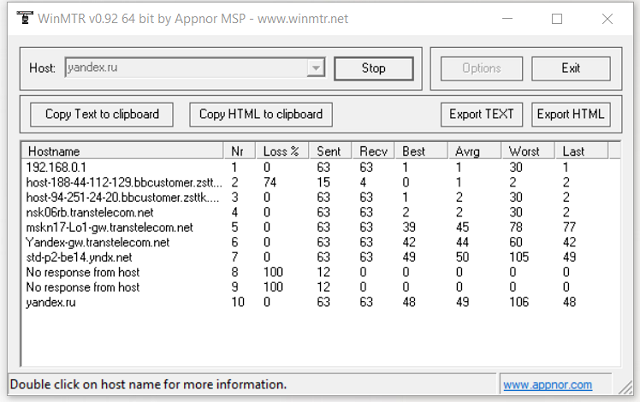 WinMTR v0.92 64 bit by Appnor MSP - www.winmtr.net
Host: yandex.ru Stop Options Exit
Copy Text to clipboard Copy HTML to clipboard Export TEXT Export HTML
Hostname Nr Loss % Sent Recv Best Avrg Worst Last
192.168.0.1 1 0 63 63 1 1 30 1
host-188-44-112-129.bbcustomer.zsttk... 2 74 15 4 0 1 2 2
host-94-251-24-20.bbcustomer.zsttk.... 3 0 63 63 1 2 30 2
nsk06rb.transtelecom.net 4 0 63 63 2 2 30 2
mskn17-Lo1-gw.transtelecom.net 5 0 63 63 39 45 78 77
Yandex-gw.transtelecom.net 6 0 63 63 42 44 60 42
std-p2-be14.yndx.net 7 0 63 63 49 50 105 49
No response from host 8 100 12 0 0 0 0 0
No response from host 9 100 12 0 0 0 0 0
yandex.ru 10 0 63 63 48 49 106 48
Double click on host name for more information. www.appnor.com